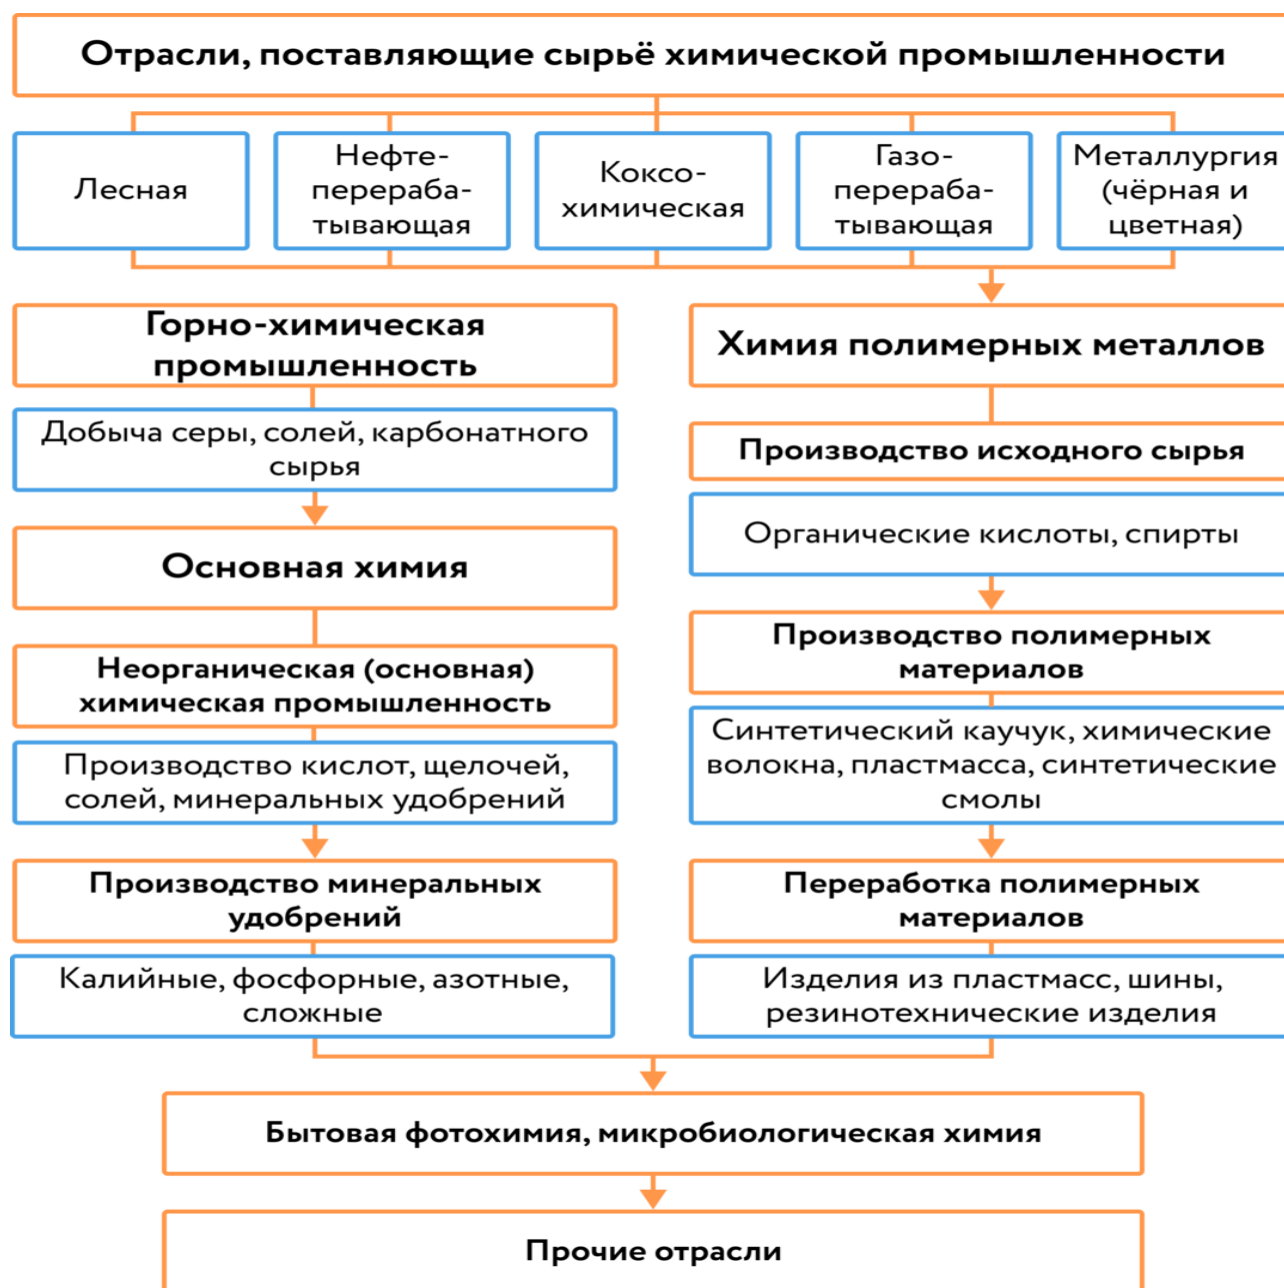 Отрасли, поставляющие сырьё химической промышленности
Лесная
Нефте-
перераба-
тывающая
Коксо-
химическая
Газо-
перераба-
тывающая
Металлургия
(чёрная и
цветная)
Горно-химическая
промышленность
Добыча серы, солей, карбонатного
сырья
Основная химия
Неорганическая (основная)
химическая промышленность
Производство кислот, щелочей,
солей, минеральных удобрений
Производство минеральных
удобрений
Калийные, фосфорные, азотные,
сложные
Химия полимерных металлов
Производство исходного сырья
Органические кислоты, спирты
Производство полимерных
материалов
Синтетический каучук, химические
волокна, пластмасса, синтетические
смолы
Переработка полимерных
материалов
Изделия из пластмасс, шины,
резинотехнические изделия
Бытовая фотохимия, микробиологическая химия
Прочие отрасли